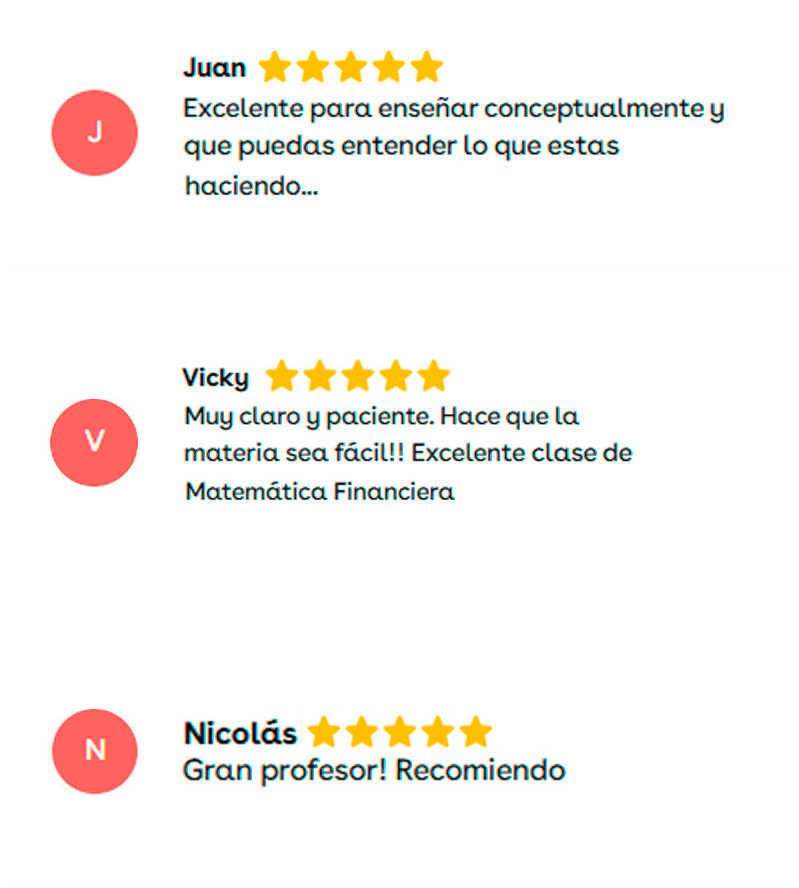 Juan
J
Excelente para enseñar conceptualmente y
que puedas entender lo que estas
haciendo...
Vicky
V
Muy claro y paciente. Hace que la
materia sea fácil!! Excelente clase de
Matemática Financiera
Nicolás
N
Gran profesor! Recomiendo